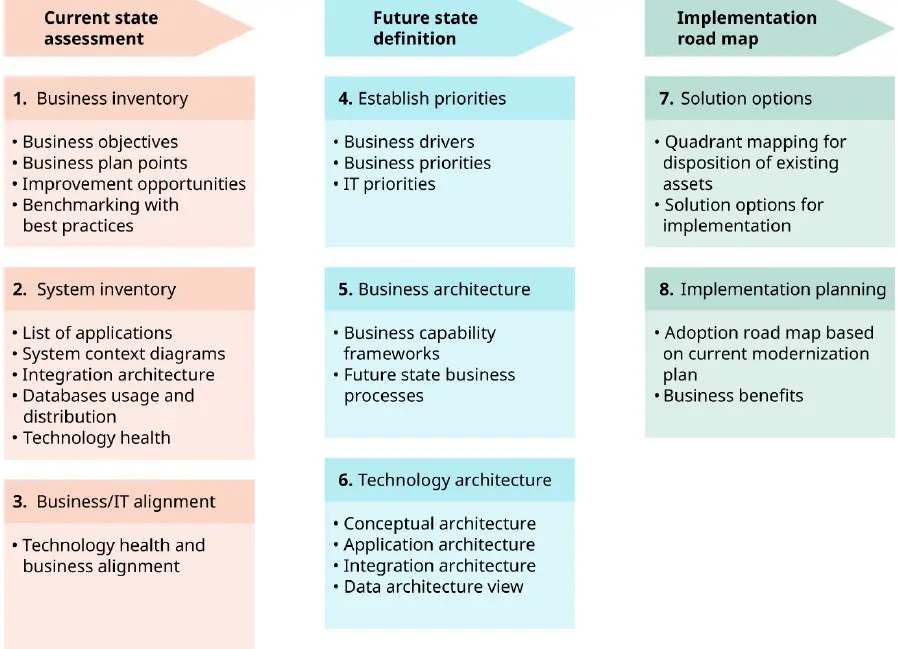 Current state
assessment
Future state
definition
Implementation
road map
1. Business inventory
• Business objectives
• Business plan points
• Improvement opportunities
• Benchmarking with
best practices
2. System inventory
• List of applications
• System context diagrams
• Integration architecture
• Databases usage and
distribution
• Technology health
3. Business/IT alignment
• Technology health and
business alignment
4. Establish priorities
• Business drivers
• Business priorities
• IT priorities
5. Business architecture
• Business capability
frameworks
• Future state business
processes
6. Technology architecture
• Conceptual architecture
• Application architecture
• Integration architecture
• Data architecture view
7. Solution options
• Quadrant mapping for
disposition of existing
assets
• Solution options for
implementation
8. Implementation planning
• Adoption road map based
on current modernization
plan
• Business benefits